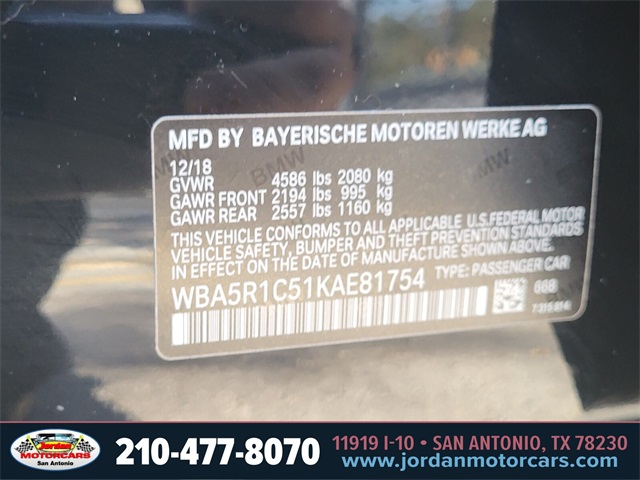 MFD BY BAYERISCHE MOTOREN WERKE AG
12/18
GVWR 4586 lbs 2080 kg
GAWR FRONT 2194 lbs 995 kg
GAWR REAR 2557 lbs 1160 kg
THIS VEHICLE CONFORMS TO ALL APPLICABLE U.S. FEDERAL MOTOR
VEHICLE SAFETY, BUMPER AND THEFT PREVENTION STANDARDS
IN EFFECT ON THE DATE OF MANUFACTURE SHOWN ABOVE.
WBA5R1C51KAE81754 TYPE: PASSENGER CAR
668
Jordan
MOTORCARS
San Antonio
210-477-8070
11919 I-10 • SAN ANTONIO, TX 78230
www.jordanmotorcars.com